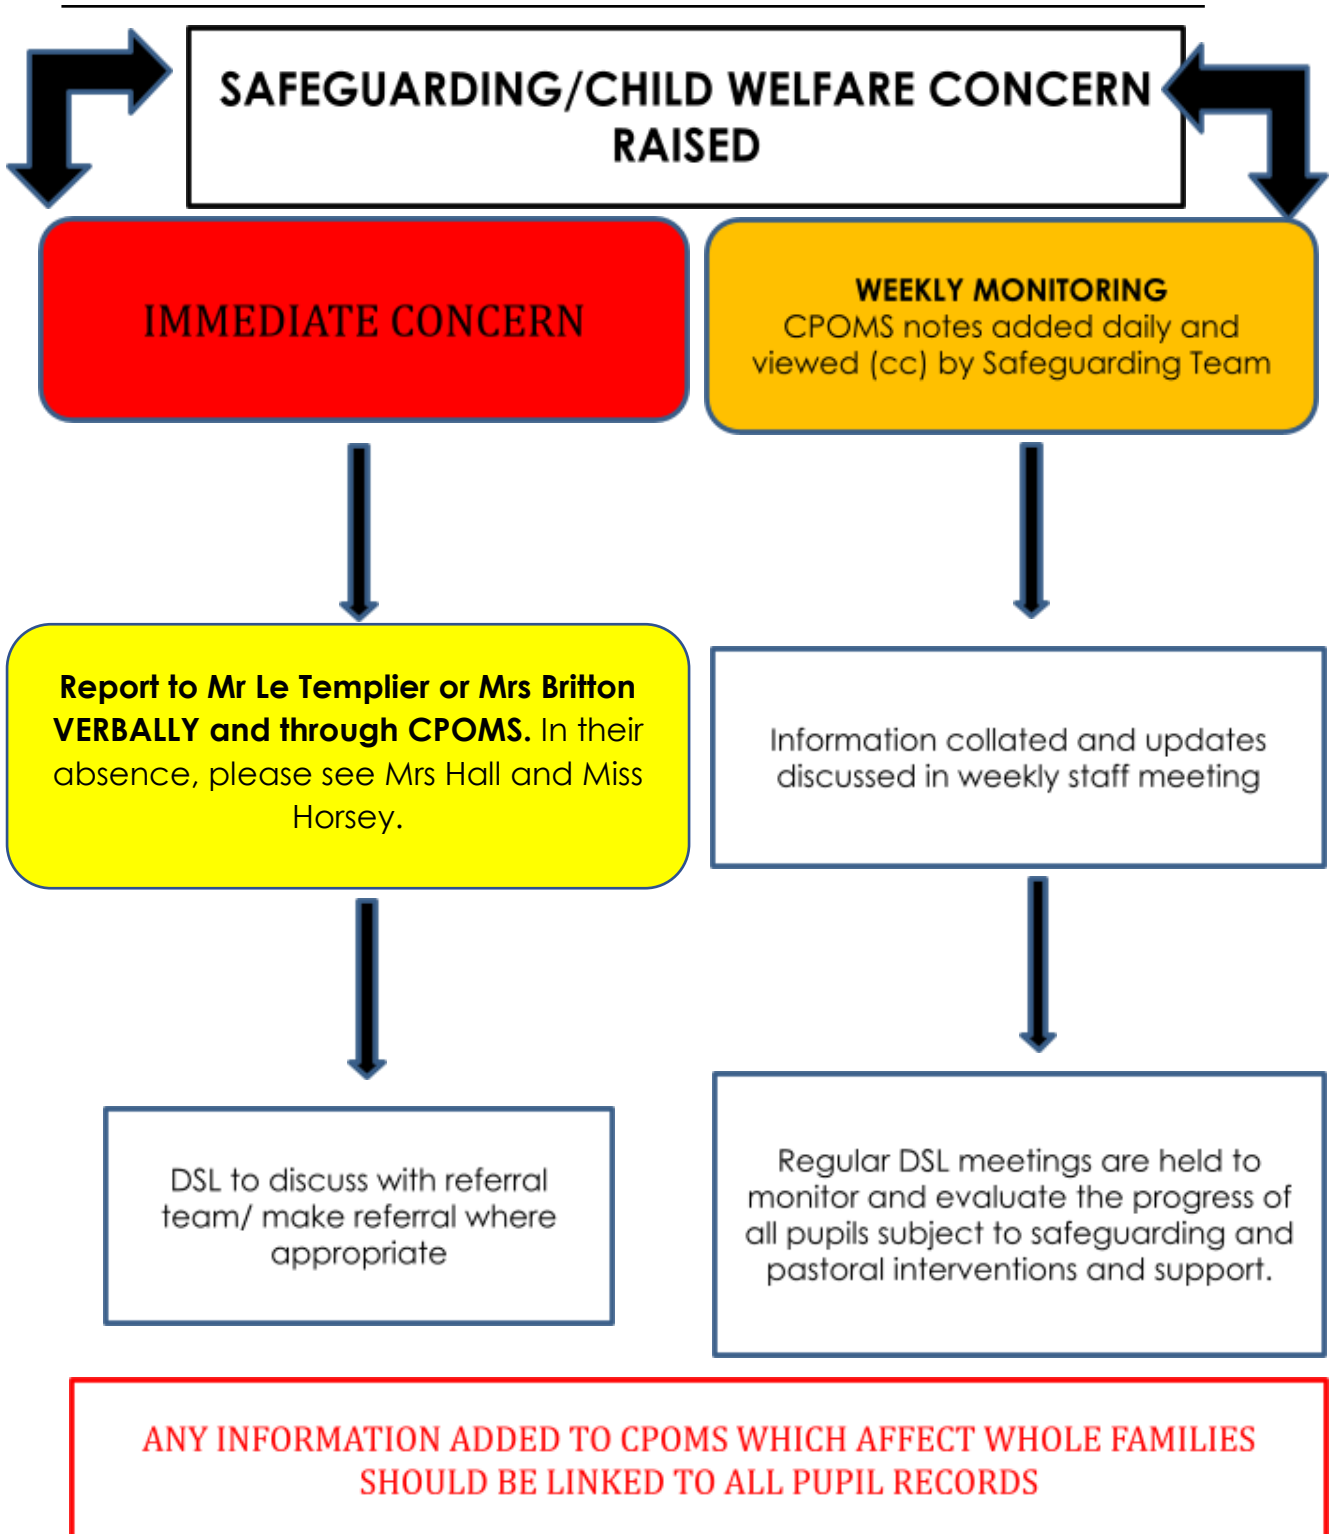 SAFEGUARDING/CHILD WELFARE CONCERN
RAISED
IMMEDIATE CONCERN
WEEKLY MONITORING
CPOMS notes added daily and
viewed (cc) by Safeguarding Team
Report to Mr Le Templier or Mrs Britton
VERBALLY and through CPOMS. In their
absence, please see Mrs Hall and Miss
Horsey.
Information collated and updates
discussed in weekly staff meeting
DSL to discuss with referral
team/ make referral where
appropriate
Regular DSL meetings are held to
monitor and evaluate the progress of
all pupils subject to safeguarding and
pastoral interventions and support.
ANY INFORMATION ADDED TO CPOMS WHICH AFFECT WHOLE FAMILIES
SHOULD BE LINKED TO ALL PUPIL RECORDS